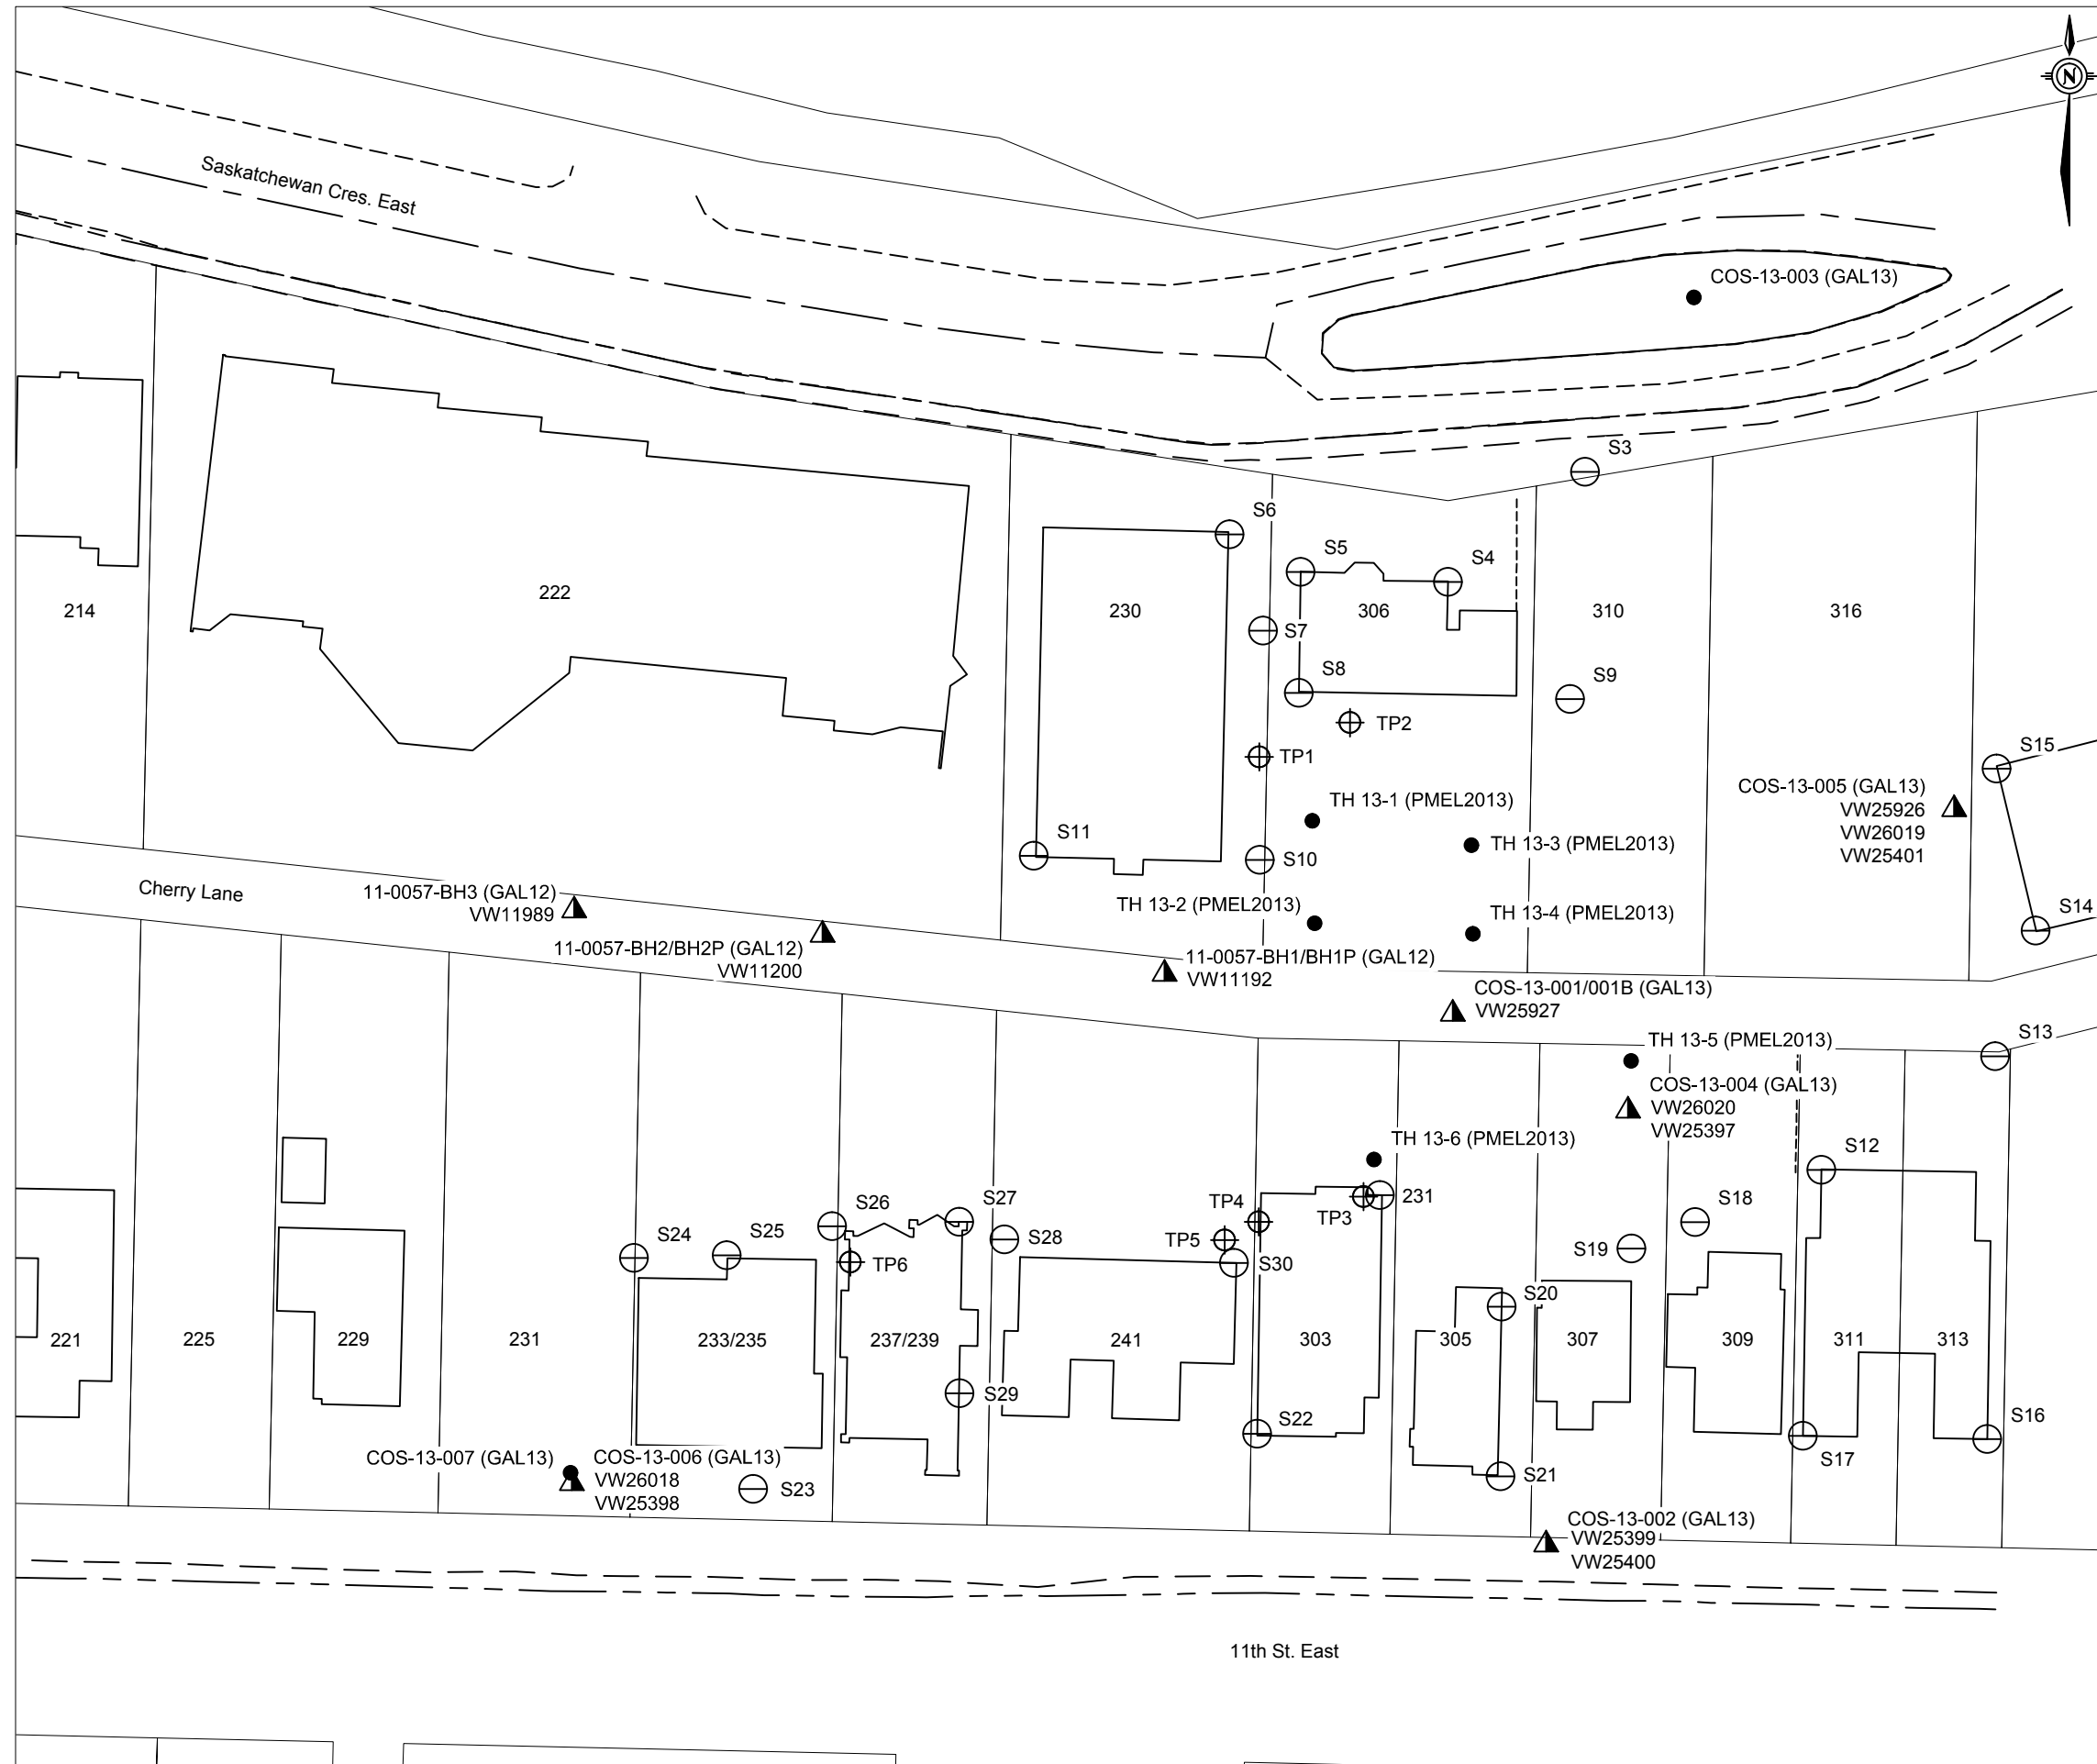 N
Saskatchewan Cres. East
COS-13-003 (GAL13)
S3
S6
S5
S4
222
214
230
306
310
316
S7
S8
S9
TP2
TP1
S15
COS-13-005 (GAL13)
VW25926
VW26019
VW25401
TH 13-1 (PMEL2013)
S11
TH 13-3 (PMEL2013)
S10
Cherry Lane
11-0057-BH3 (GAL12)
VW11989
TH 13-2 (PMEL2013)
TH 13-4 (PMEL2013)
S14
11-0057-BH2/BH2P (GAL12)
VW11200
11-0057-BH1/BH1P (GAL12)
VW11192
COS-13-001/001B (GAL13)
VW25927
S13
TH 13-5 (PMEL2013)
COS-13-004 (GAL13)
VW26020
VW25397
TH 13-6 (PMEL2013)
S12
S26
S27
TP4
231
TP3
S18
S24
S25
S28
TP5
S19
TP6
S30
S20
221
225
229
231
233/235
237/239
241
303
305
307
309
311
313
S29
S22
S16
COS-13-007 (GAL13)
COS-13-006 (GAL13)
VW26018
VW25398
S23
S21
S17
COS-13-002 (GAL13)
VW25399
VW25400
11th St. East